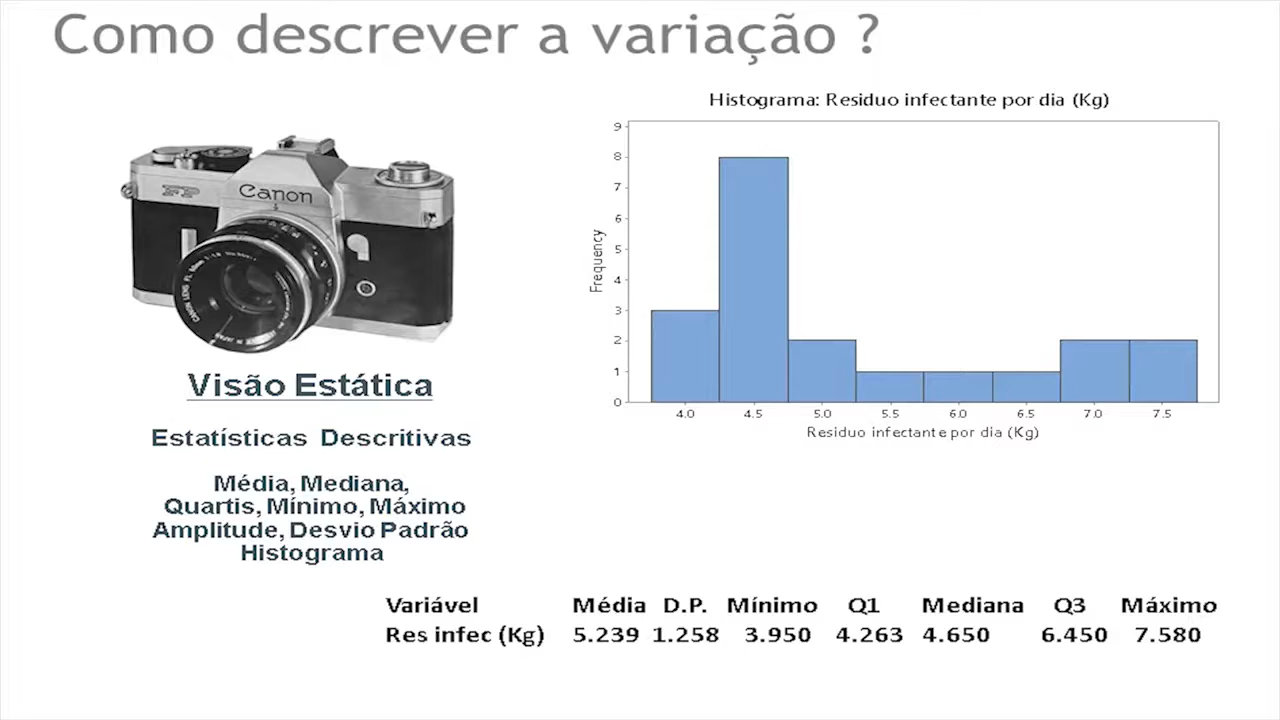 Como descrever a variação ?
Histograma: Residuo infectante por dia (Kg)
9
8
7
6
5
4
3
2
1
0
Frequency
4.0 4.5 5.0 5.5 6.0 6.5 7.0 7.5
Residuo infectante por dia (Kg)
FP
Canon
Visão Estática
Estatísticas Descritivas
Média, Mediana,
Quartis, Mínimo, Máximo
Amplitude, Desvio Padrão
Histograma
Variável Média D.P. Mínimo Q1 Mediana Q3 Máximo
Res infec (Kg) 5.239 1.258 3.950 4.263 4.650 6.450 7.580